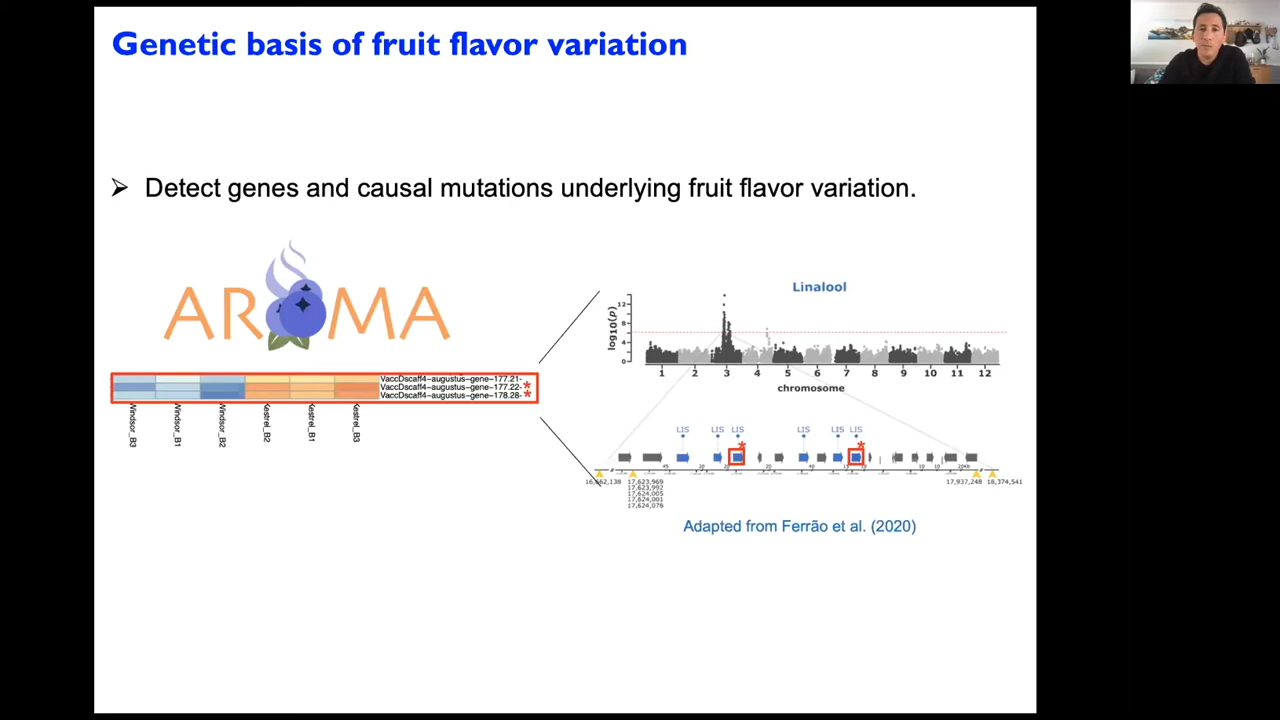 Genetic basis of fruit flavor variation
Detect genes and causal mutations underlying fruit flavor variation.
AROMA
VaccDscaff4-augustus-gene-177.21-
VaccDscaff4-augustus-gene-177.22- *
VaccDscaff4-augustus-gene-178.28- *
Windsor_B3
Windsor_B1
Windsor_B2
Kestrel_B2
Kestrel_B1
Kestrel_B3
Linalool
log10(p)
12
8
4
0
1 2 3 4 5 6 7 8 9 10 11 12
chromosome
LIS LIS LIS LIS LIS LIS
* *
17,623,969 17,937,248 18,374,541
17,623,992
17,624,005
17,624,001
17,624,078
Adapted from Ferrão et al. (2020)